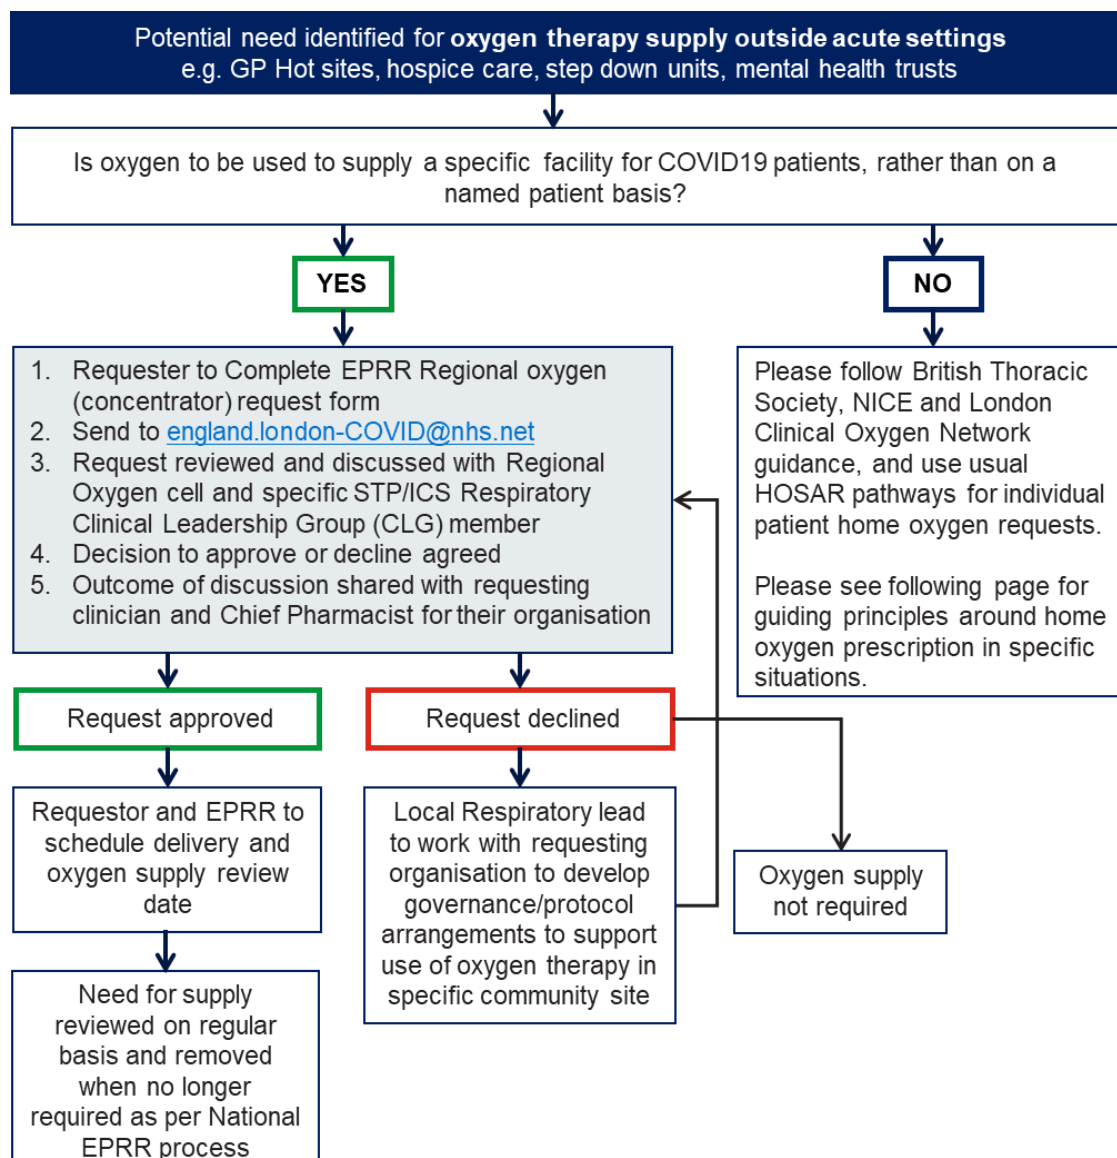 Potential need identified for oxygen therapy supply outside acute settings
e.g. GP Hot sites, hospice care, step down units, mental health trusts
Is oxygen to be used to supply a specific facility for COVID19 patients, rather than on a
named patient basis?
YES
NO
1. Requester to Complete EPRR Regional oxygen
(concentrator) request form
2. Send to england.london-COVID@nhs.net
3. Request reviewed and discussed with Regional
Oxygen cell and specific STP/ICS Respiratory
Clinical Leadership Group (CLG) member
4. Decision to approve or decline agreed
5. Outcome of discussion shared with requesting
clinician and Chief Pharmacist for their organisation
Please follow British Thoracic
Society, NICE and London
Clinical Oxygen Network
guidance, and use usual
HOSAR pathways for individual
patient home oxygen requests.
Please see following page for
guiding principles around home
oxygen prescription in specific
situations.
Request approved
Request declined
Requestor and EPRR to
schedule delivery and
oxygen supply review
date
Local Respiratory lead
to work with requesting
organisation to develop
governance/protocol
arrangements to support
use of oxygen therapy in
specific community site
Oxygen supply
not required
Need for supply
reviewed on regular
basis and removed
when no longer
required as per National
EPRR process